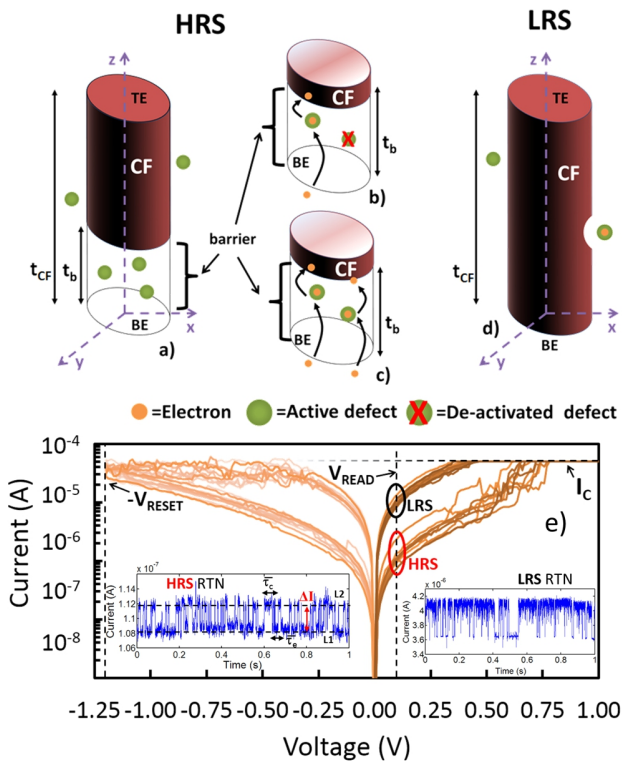 HRS
LRS
z
TE
CF
t_CF
t_b
BE
x
y
a)
barrier
CF
BE
t_b
b)
CF
t_b
c)
TE
CF
t_CF
d)
BE
=Electron
=Active defect
X
=De-activated defect
Current (A)
10^-4
10^-5
10^-6
10^-7
10^-8
-V_RESET
V_READ
I_C
LRS
HRS
e)
x 10^-7
HRS RTN
Current (A)
1.14
1.12
1.1
1.08
1.06
τ_c
ΔI
τ_e
L2
L1
0 0.2 0.4 0.6 0.8 1
Time (s)
x 10^-6
LRS RTN
Current (A)
4.2
4
3.8
3.6
3.4
0 0.2 0.4 0.6 0.8 1
Time (s)
-1.25 -1.00 -0.75 -0.50 -0.25 0.00 0.25 0.50 0.75 1.00
Voltage (V)